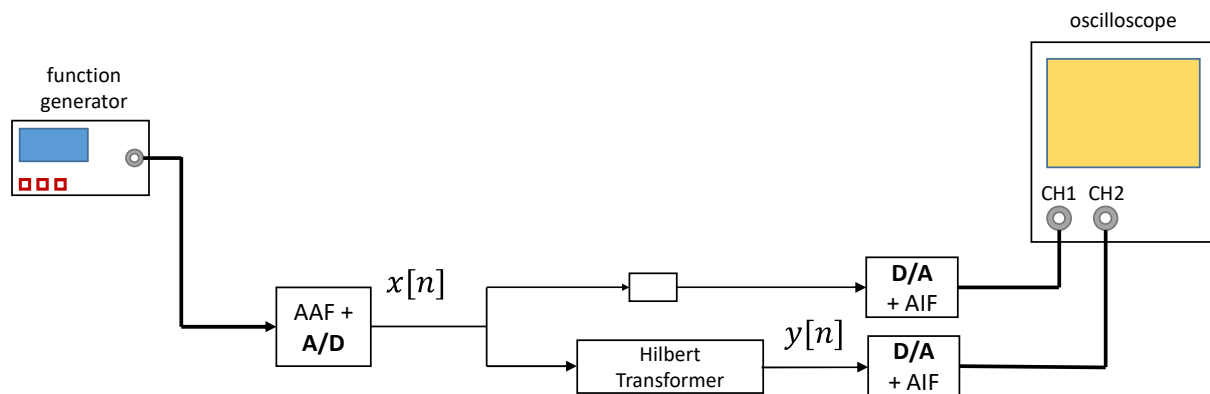 oscilloscope
function
generator
CH1 CH2
x[n]
D/A
+ AIF
AAF +
A/D
y[n]
Hilbert
Transformer
D/A
+ AIF